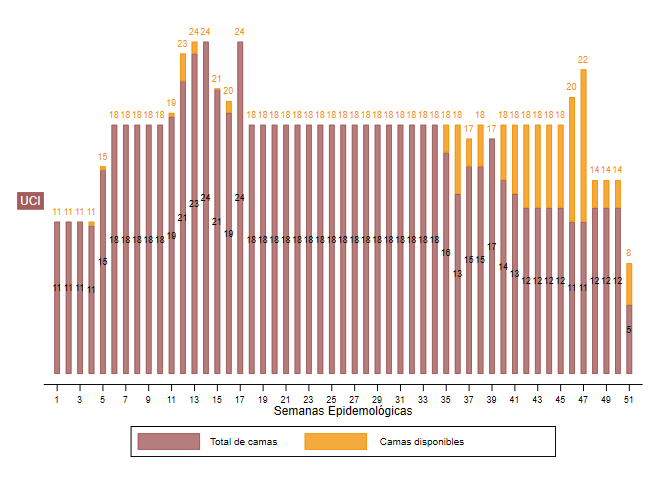 11 11 11 11 15 18 18 18 18 18 19 23 24 24 21 20 24 18 18 18 18 18 18 18 18 18 18 18 18 18 18 18 18 18 18 18 17 18 17 18 18 18 18 18 18 20 22 14 14 14 8
UCI
11 11 11 11 15 18 18 18 18 18 19 21 23 24 21 19 24 18 18 18 18 18 18 18 18 18 18 18 18 18 18 18 18 18 16 13 15 15 17 14 13 12 12 12 12 11 11 12 12 12 5
1 3 5 7 9 11 13 15 17 19 21 23 25 27 29 31 33 35 37 39 41 43 45 47 49 51
Semanas Epidemológicas
Total de camas Camas disponibles